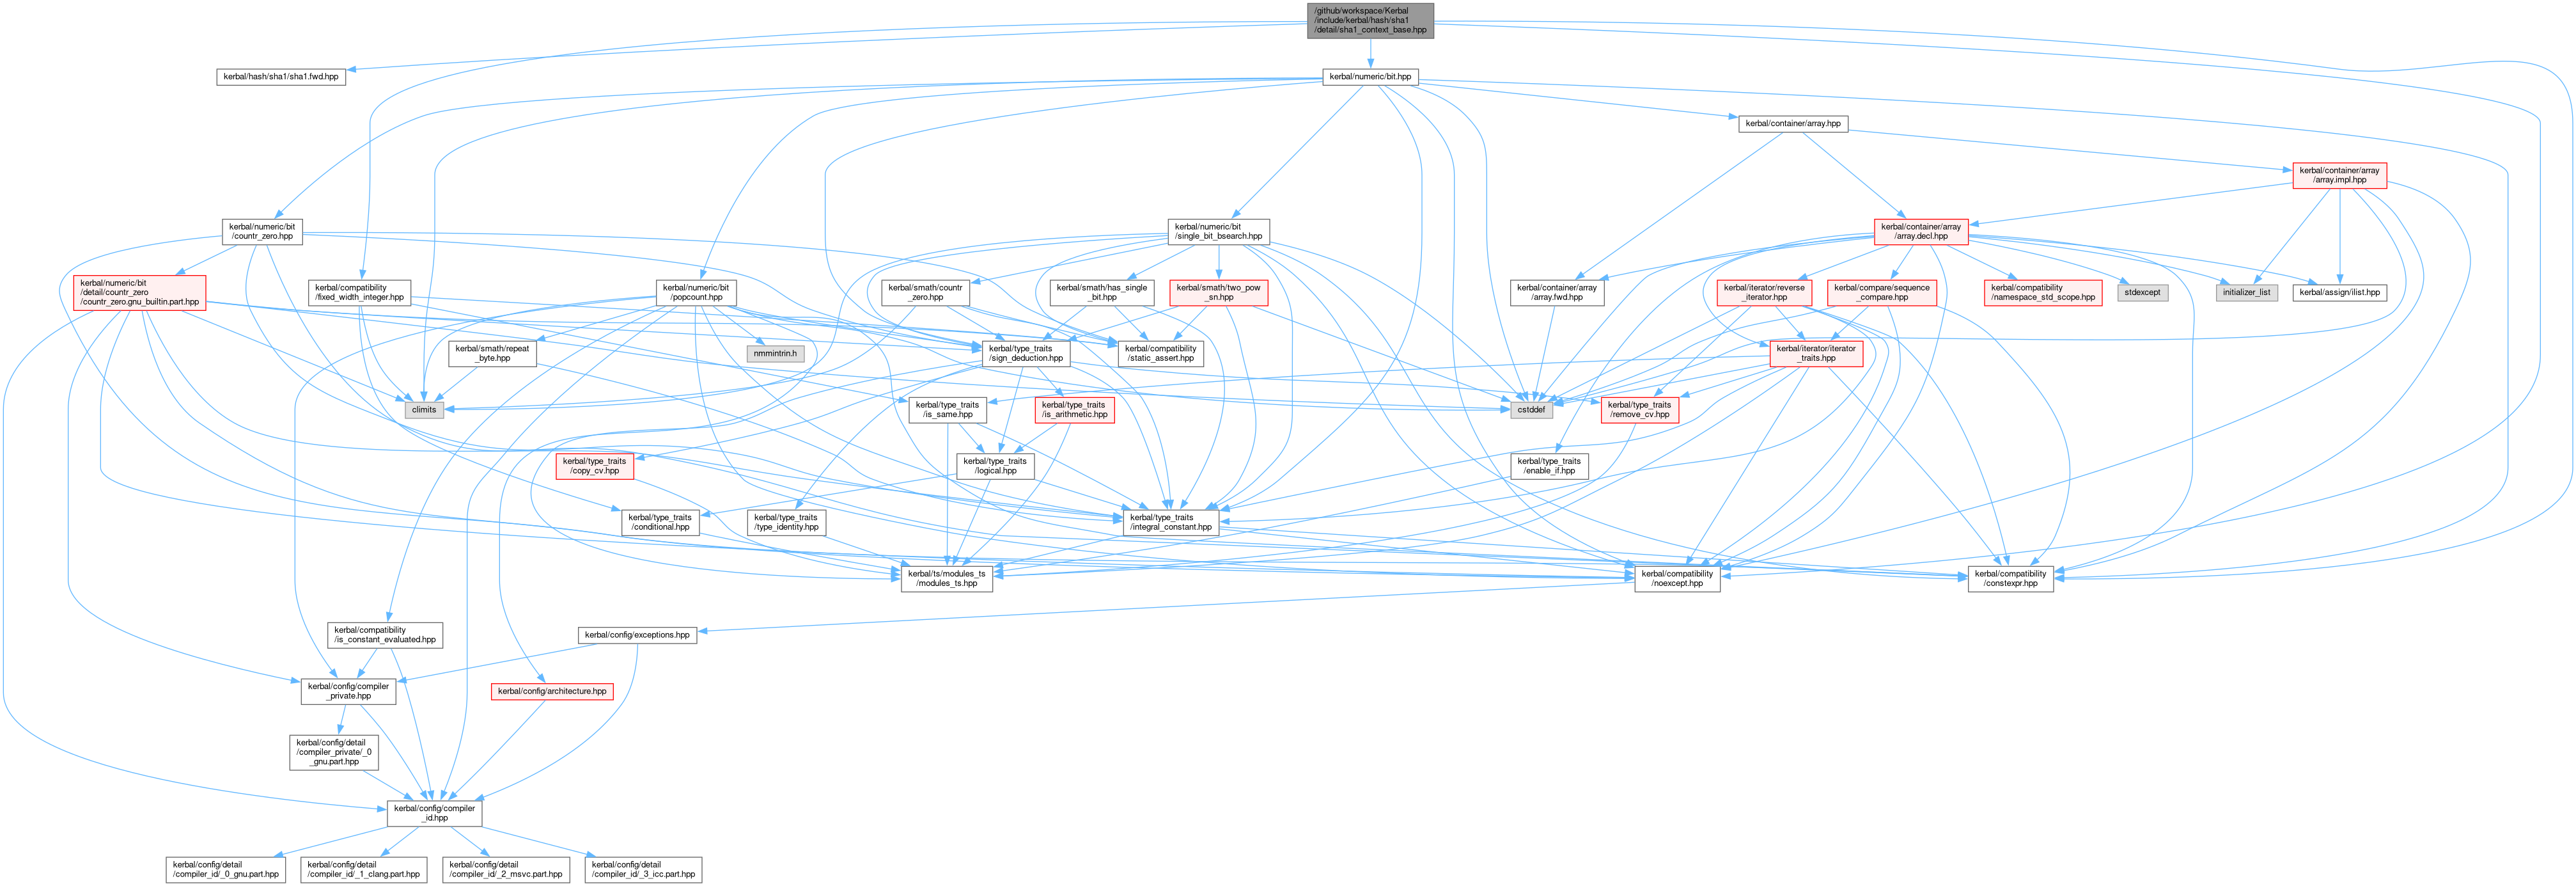 /github/workspace/Kerbal
/include/kerbal/hash/sha1
/detail/sha1_context_base.hpp
kerbal/hash/sha1/sha1.fwd.hpp
kerbal/numeric/bit.hpp
kerbal/container/array.hpp
kerbal/container/array
/array.impl.hpp
kerbal/numeric/bit
/countr_zero.hpp
kerbal/numeric/bit
/single_bit_bsearch.hpp
kerbal/container/array
/array.decl.hpp
kerbal/numeric/bit
/detail/countr_zero
/countr_zero.gnu_builtin.part.hpp
kerbal/compatibility
/fixed_width_integer.hpp
kerbal/numeric/bit
/popcount.hpp
kerbal/smath/countr
_zero.hpp
kerbal/smath/has_single
_bit.hpp
kerbal/smath/two_pow
_sn.hpp
kerbal/container/array
/array.fwd.hpp
kerbal/iterator/reverse
_iterator.hpp
kerbal/compare/sequence
_compare.hpp
kerbal/compatibility
/namespace_std_scope.hpp
stdexcept
initializer_list
kerbal/assign/ilist.hpp
kerbal/smath/repeat
_byte.hpp
nmmintrin.h
kerbal/type_traits
/sign_deduction.hpp
kerbal/compatibility
/static_assert.hpp
kerbal/iterator/iterator
_traits.hpp
climits
kerbal/type_traits
/is_same.hpp
kerbal/type_traits
/is_arithmetic.hpp
cstddef
kerbal/type_traits
/remove_cv.hpp
kerbal/type_traits
/copy_cv.hpp
kerbal/type_traits
/logical.hpp
kerbal/type_traits
/enable_if.hpp
kerbal/type_traits
/conditional.hpp
kerbal/type_traits
/type_identity.hpp
kerbal/type_traits
/integral_constant.hpp
kerbal/ts/modules_ts
/modules_ts.hpp
kerbal/compatibility
/noexcept.hpp
kerbal/compatibility
/constexpr.hpp
kerbal/compatibility
/is_constant_evaluated.hpp
kerbal/config/exceptions.hpp
kerbal/config/compiler
_private.hpp
kerbal/config/architecture.hpp
kerbal/config/detail
/compiler_private/_0
_gnu.part.hpp
kerbal/config/compiler
_id.hpp
kerbal/config/detail
/compiler_id/_0_gnu.part.hpp
kerbal/config/detail
/compiler_id/_1_clang.part.hpp
kerbal/config/detail
/compiler_id/_2_msvc.part.hpp
kerbal/config/detail
/compiler_id/_3_icc.part.hpp